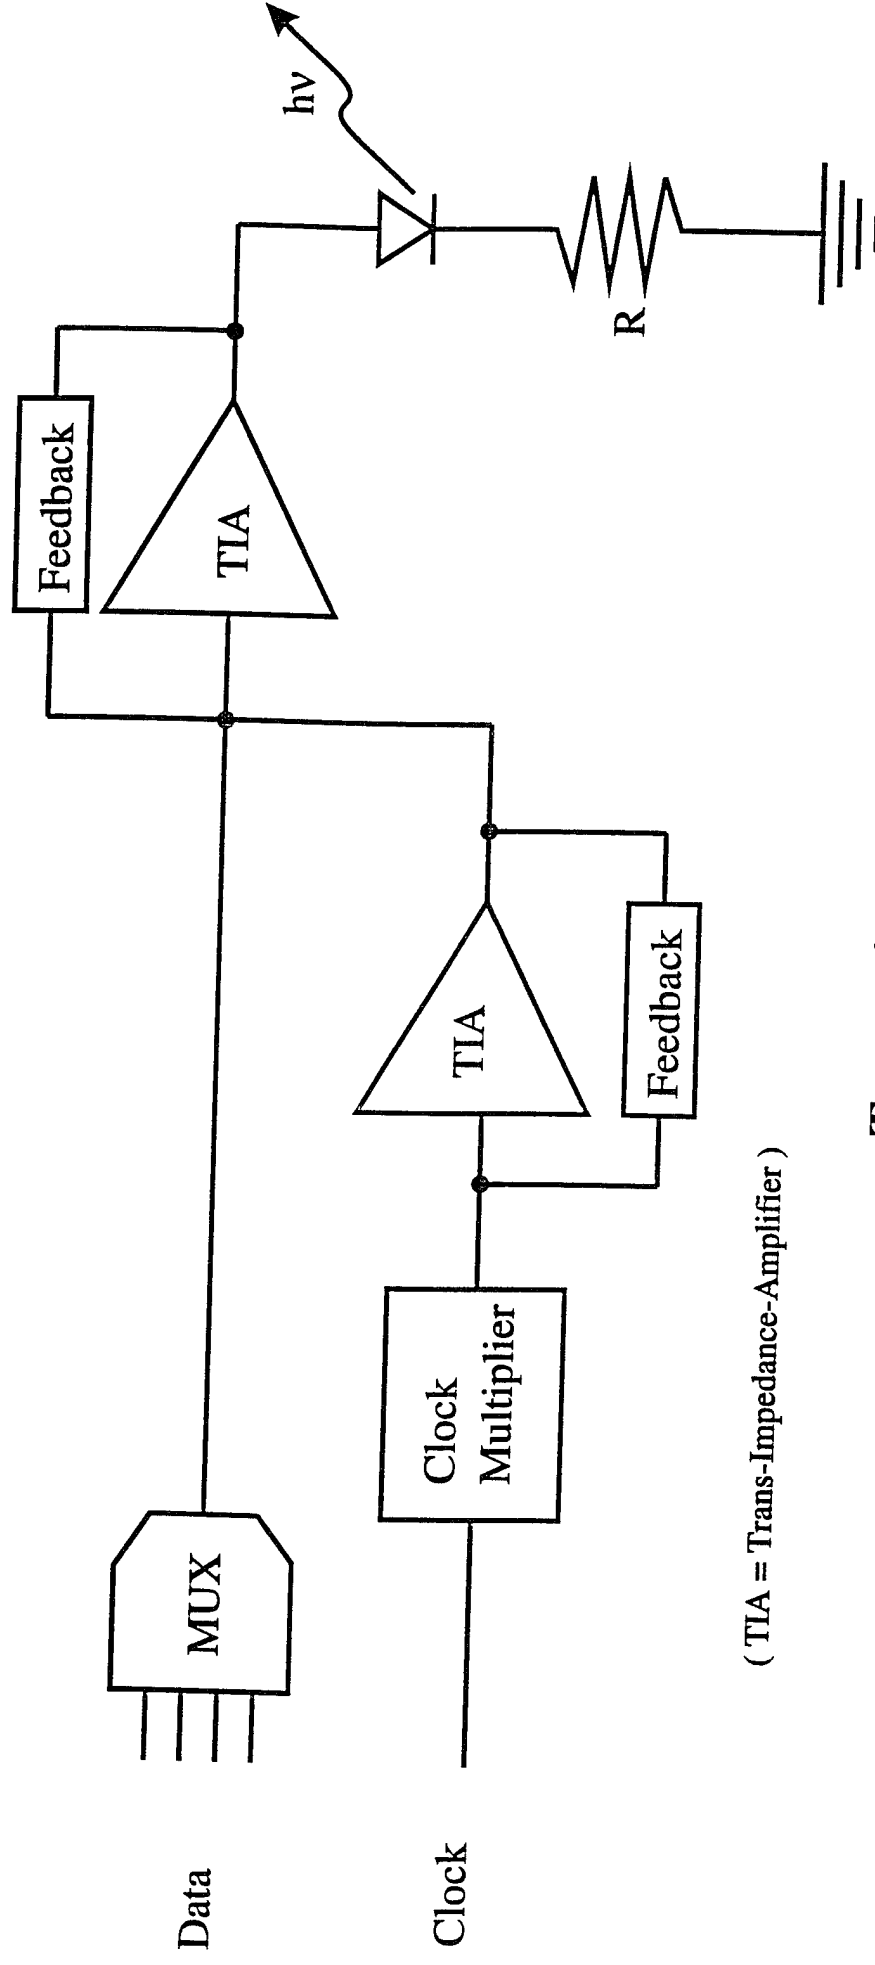 Feedback
hν
TIA
MUX
Data
R
Feedback
TIA
Clock
Multiplier
Clock
( TIA = Trans-Impedance-Amplifier )